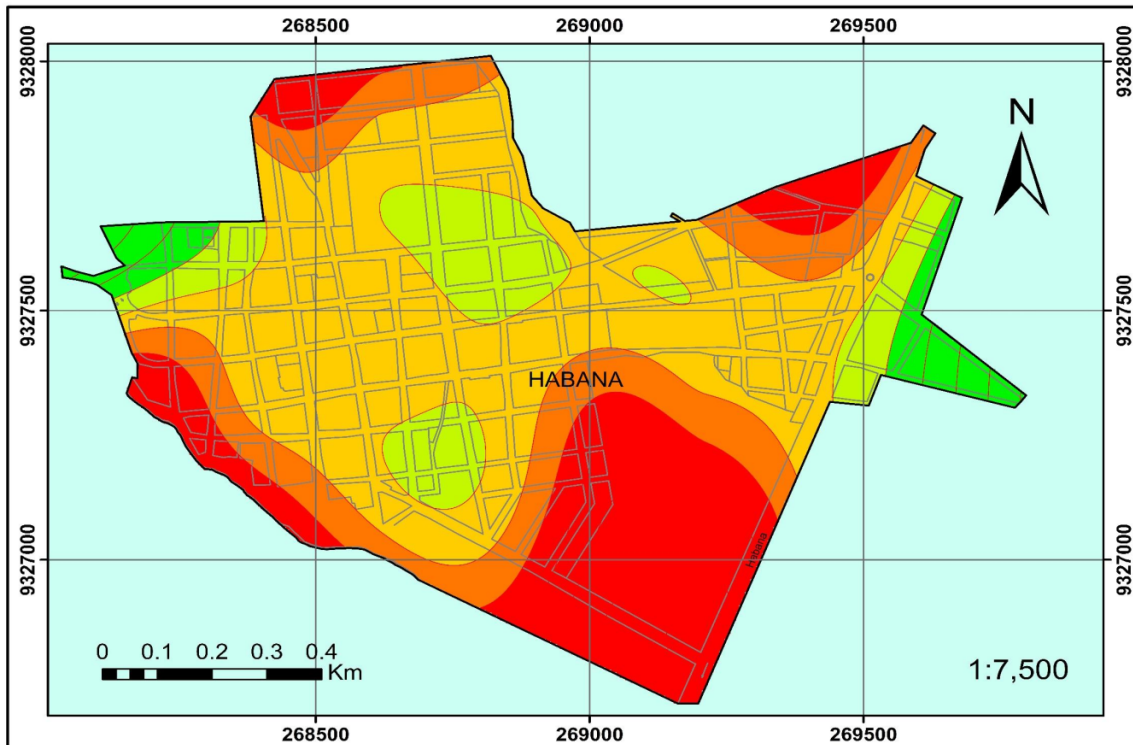 268500 269000 269500
9328000 9328000
N
9327500 9327500
HABANA
9327000 9327000
Habana
0 0.1 0.2 0.3 0.4
Km
1:7,500
268500 269000 269500